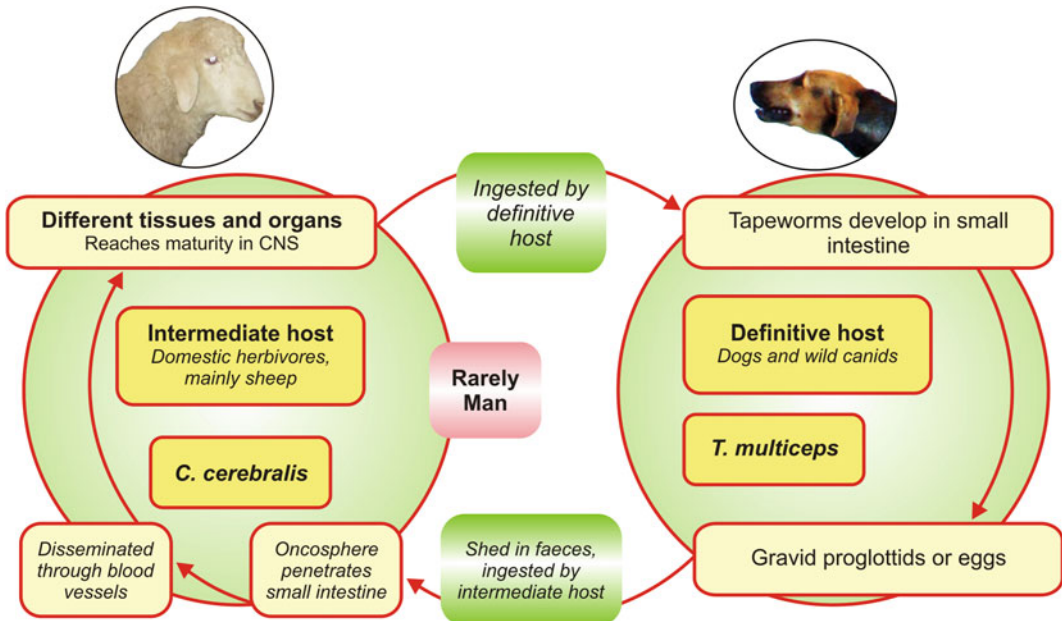 Different tissues and organs
Reaches maturity in CNS
Intermediate host
Domestic herbivores,
mainly sheep
C. cerebralis
Disseminated
through blood
vessels
Oncosphere
penetrates
small intestine
Rarely
Man
Ingested by
definitive
host
Shed in faeces,
ingested by
intermediate host
Tapeworms develop in small
intestine
Definitive host
Dogs and wild canids
T. multiceps
Gravid proglottids or eggs